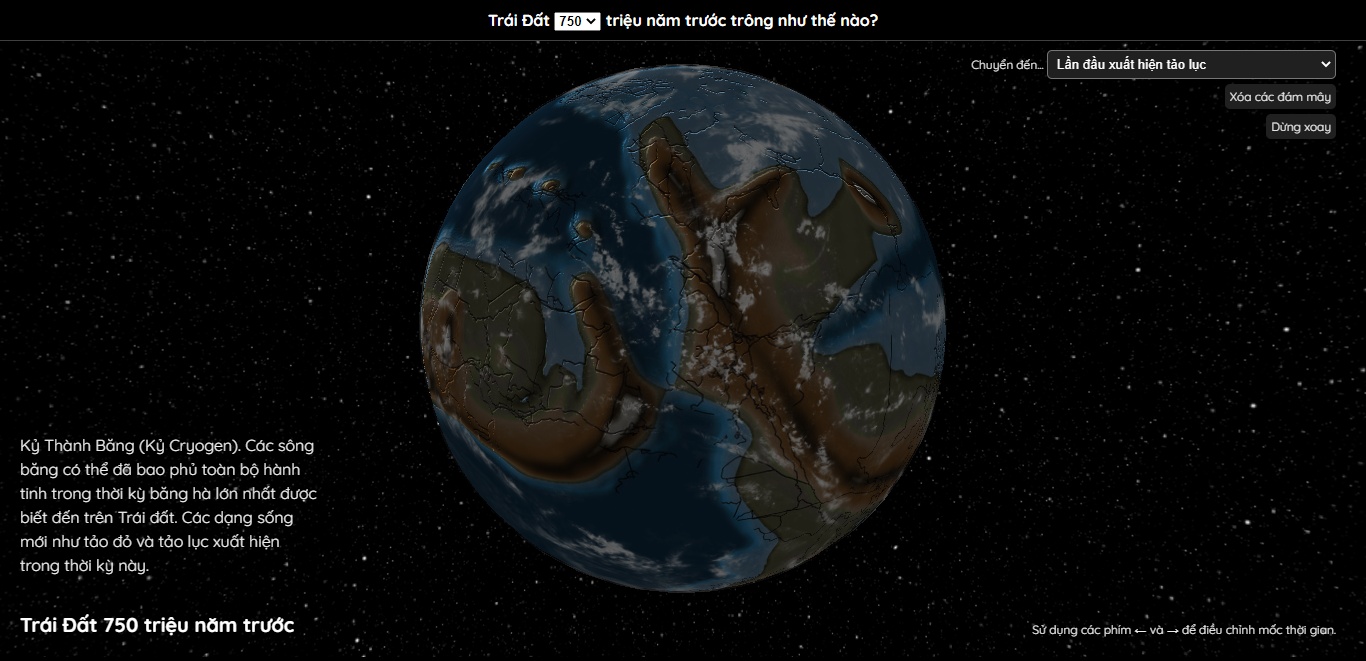 Trái Đất 750 triệu năm trước trông như thế nào?
Chuyển đến... Lần đầu xuất hiện tảo lục
Xóa các đám mây
Dừng xoay
Kỷ Thành Băng (Kỷ Cryogen). Các sông
băng có thể đã bao phủ toàn bộ hành
tinh trong thời kỳ băng hà lớn nhất được
biết đến trên Trái đất. Các dạng sống
mới như tảo đỏ và tảo lục xuất hiện
trong thời kỳ này.
Trái Đất 750 triệu năm trước
Sử dụng các phím ← và → để điều chỉnh mốc thời gian.